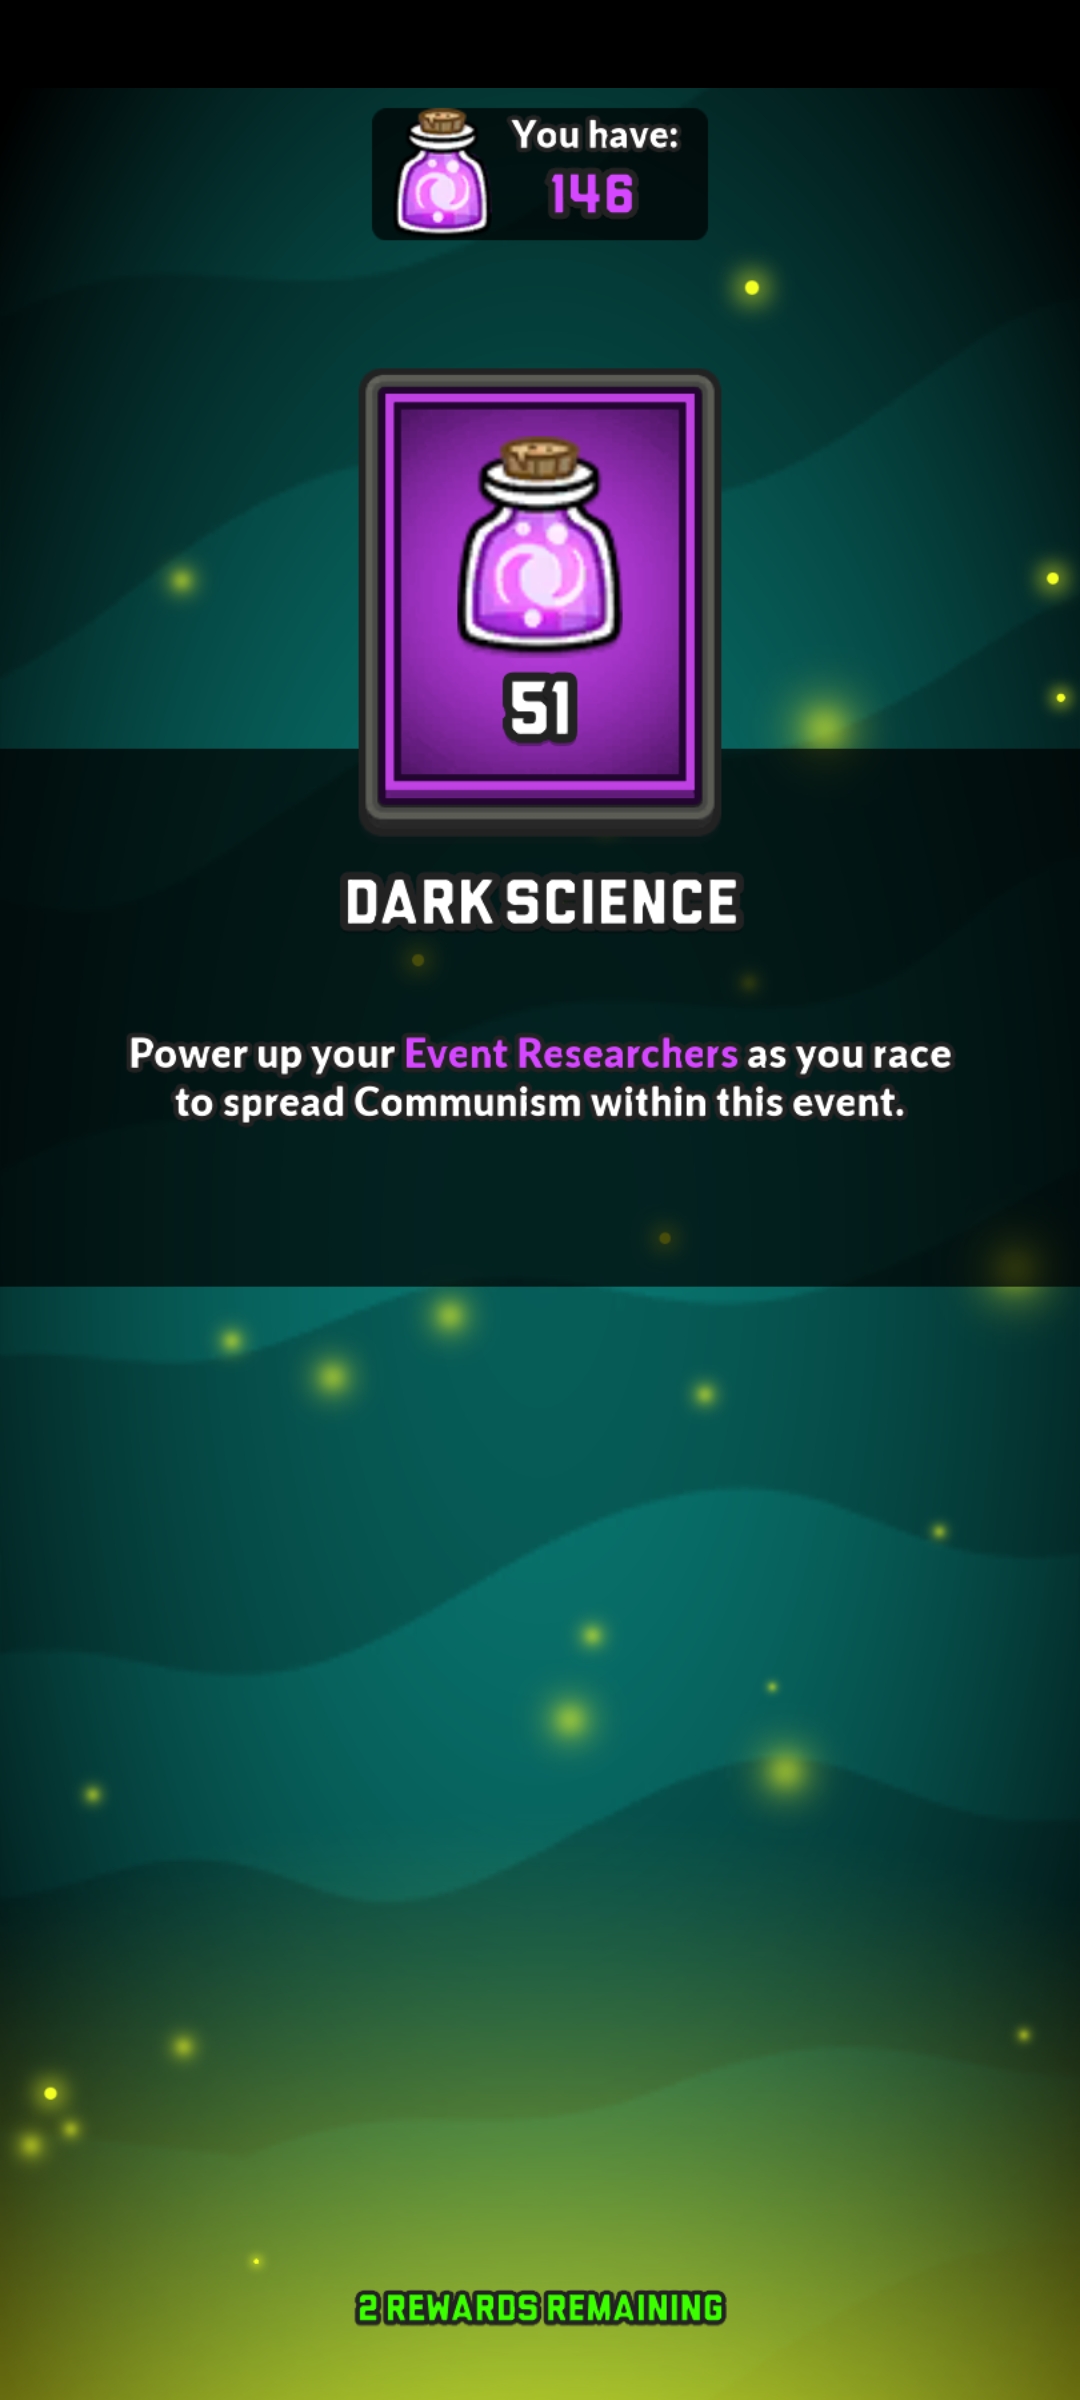 You have:
146
51
DARK SCIENCE
Power up your Event Researchers as you race
to spread Communism within this event.
2 REWARDS REMAINING